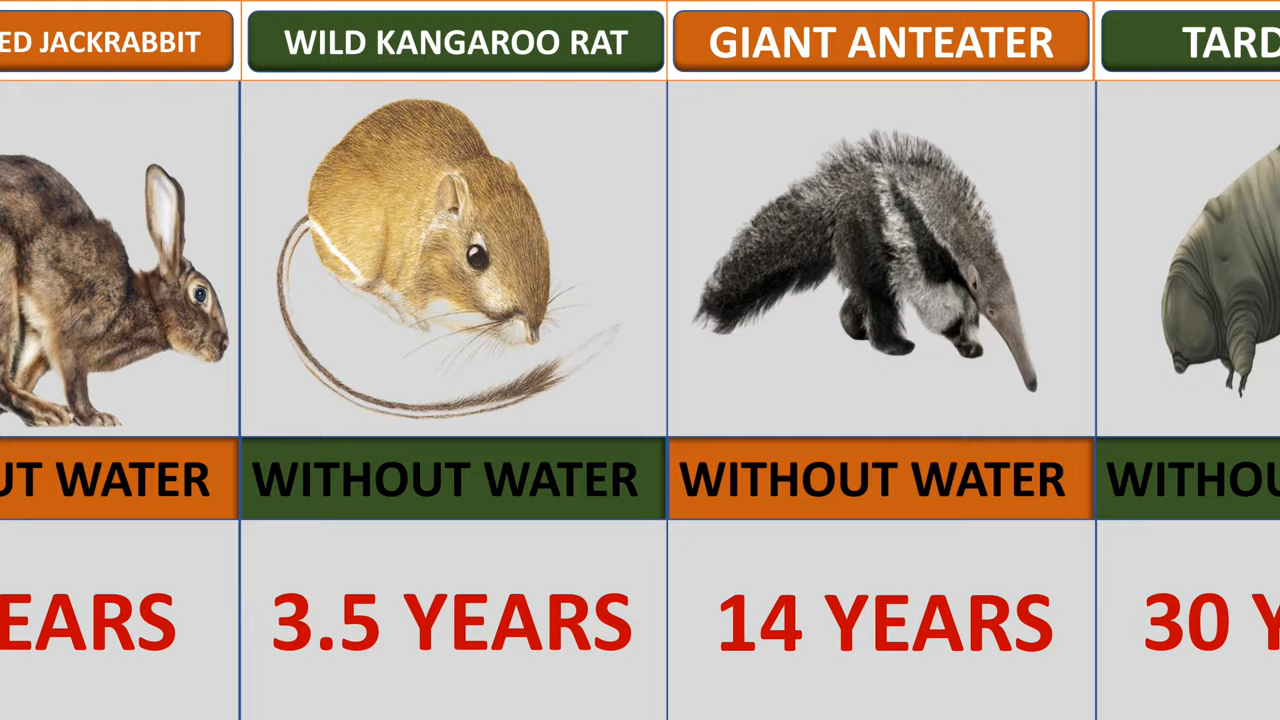 ED JACKRABBIT
WILD KANGAROO RAT
GIANT ANTEATER
TARD
UT WATER
WITHOUT WATER
WITHOUT WATER
WITHOU
EARS
3.5 YEARS
14 YEARS
30 Y